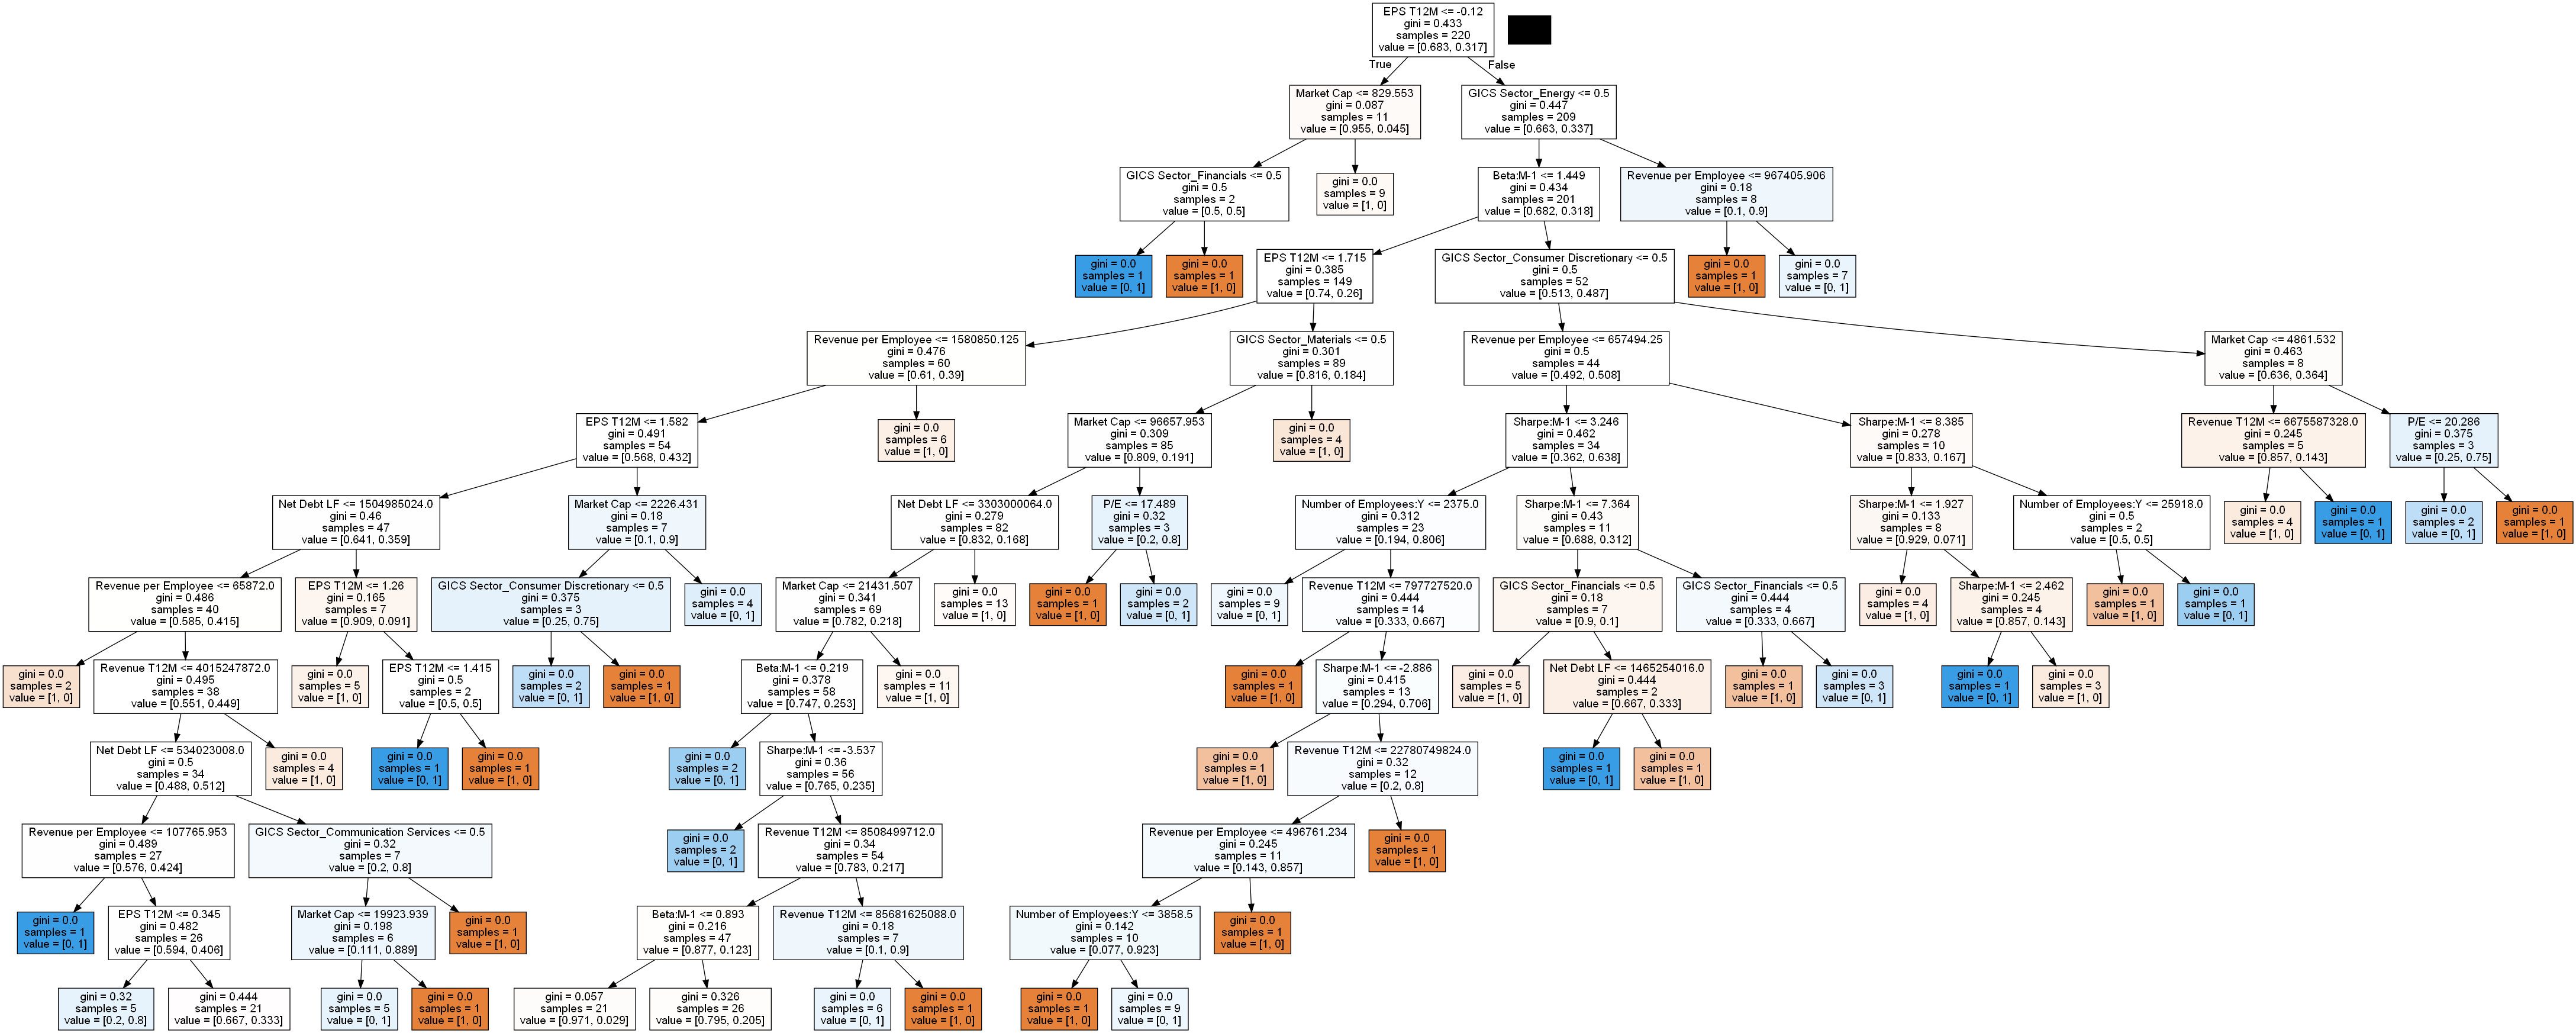 EPS T12M <= -0.12
gini = 0.433
samples = 220
value = [0.683, 0.317]
True
False
Market Cap <= 829.553
gini = 0.087
samples = 11
value = [0.955, 0.045]
GICS Sector_Energy <= 0.5
gini = 0.447
samples = 209
value = [0.663, 0.337]
GICS Sector_Financials <= 0.5
gini = 0.5
samples = 2
value = [0.5, 0.5]
gini = 0.0
samples = 9
value = [1, 0]
Beta:M-1 <= 1.449
gini = 0.434
samples = 201
value = [0.682, 0.318]
Revenue per Employee <= 967405.906
gini = 0.18
samples = 8
value = [0.1, 0.9]
gini = 0.0
samples = 1
value = [0, 1]
gini = 0.0
samples = 1
value = [1, 0]
EPS T12M <= 1.715
gini = 0.385
samples = 149
value = [0.74, 0.26]
GICS Sector_Consumer Discretionary <= 0.5
gini = 0.5
samples = 52
value = [0.513, 0.487]
gini = 0.0
samples = 1
value = [1, 0]
gini = 0.0
samples = 7
value = [0, 1]
Revenue per Employee <= 1580850.125
gini = 0.476
samples = 60
value = [0.61, 0.39]
GICS Sector_Materials <= 0.5
gini = 0.301
samples = 89
value = [0.816, 0.184]
Revenue per Employee <= 657494.25
gini = 0.5
samples = 44
value = [0.492, 0.508]
Market Cap <= 4861.532
gini = 0.463
samples = 8
value = [0.636, 0.364]
EPS T12M <= 1.582
gini = 0.491
samples = 54
value = [0.568, 0.432]
gini = 0.0
samples = 6
value = [1, 0]
Market Cap <= 96657.953
gini = 0.309
samples = 85
value = [0.809, 0.191]
gini = 0.0
samples = 4
value = [1, 0]
Sharpe:M-1 <= 3.246
gini = 0.462
samples = 34
value = [0.362, 0.638]
Sharpe:M-1 <= 8.385
gini = 0.278
samples = 10
value = [0.833, 0.167]
Revenue T12M <= 6675587328.0
gini = 0.245
samples = 5
value = [0.857, 0.143]
P/E <= 20.286
gini = 0.375
samples = 3
value = [0.25, 0.75]
Net Debt LF <= 1504985024.0
gini = 0.46
samples = 47
value = [0.641, 0.359]
Market Cap <= 2226.431
gini = 0.18
samples = 7
value = [0.1, 0.9]
Net Debt LF <= 3303000064.0
gini = 0.279
samples = 82
value = [0.832, 0.168]
P/E <= 17.489
gini = 0.32
samples = 3
value = [0.2, 0.8]
Number of Employees:Y <= 2375.0
gini = 0.312
samples = 23
value = [0.194, 0.806]
Sharpe:M-1 <= 7.364
gini = 0.43
samples = 11
value = [0.688, 0.312]
Sharpe:M-1 <= 1.927
gini = 0.133
samples = 8
value = [0.929, 0.071]
Number of Employees:Y <= 25918.0
gini = 0.5
samples = 2
value = [0.5, 0.5]
gini = 0.0
samples = 4
value = [1, 0]
gini = 0.0
samples = 1
value = [0, 1]
gini = 0.0
samples = 2
value = [0, 1]
gini = 0.0
samples = 1
value = [1, 0]
Revenue per Employee <= 65872.0
gini = 0.486
samples = 40
value = [0.585, 0.415]
EPS T12M <= 1.26
gini = 0.165
samples = 7
value = [0.909, 0.091]
GICS Sector_Consumer Discretionary <= 0.5
gini = 0.375
samples = 3
value = [0.25, 0.75]
gini = 0.0
samples = 4
value = [0, 1]
Market Cap <= 21431.507
gini = 0.341
samples = 69
value = [0.782, 0.218]
gini = 0.0
samples = 13
value = [1, 0]
gini = 0.0
samples = 1
value = [1, 0]
gini = 0.0
samples = 2
value = [0, 1]
gini = 0.0
samples = 9
value = [0, 1]
Revenue T12M <= 797727520.0
gini = 0.444
samples = 14
value = [0.333, 0.667]
GICS Sector_Financials <= 0.5
gini = 0.18
samples = 7
value = [0.9, 0.1]
GICS Sector_Financials <= 0.5
gini = 0.444
samples = 4
value = [0.333, 0.667]
gini = 0.0
samples = 4
value = [1, 0]
Sharpe:M-1 <= 2.462
gini = 0.245
samples = 4
value = [0.857, 0.143]
gini = 0.0
samples = 1
value = [1, 0]
gini = 0.0
samples = 1
value = [0, 1]
gini = 0.0
samples = 2
value = [1, 0]
Revenue T12M <= 4015247872.0
gini = 0.495
samples = 38
value = [0.551, 0.449]
gini = 0.0
samples = 5
value = [1, 0]
EPS T12M <= 1.415
gini = 0.5
samples = 2
value = [0.5, 0.5]
gini = 0.0
samples = 2
value = [0, 1]
gini = 0.0
samples = 1
value = [1, 0]
Beta:M-1 <= 0.219
gini = 0.378
samples = 58
value = [0.747, 0.253]
gini = 0.0
samples = 11
value = [1, 0]
gini = 0.0
samples = 1
value = [1, 0]
Sharpe:M-1 <= -2.886
gini = 0.415
samples = 13
value = [0.294, 0.706]
gini = 0.0
samples = 5
value = [1, 0]
Net Debt LF <= 1465254016.0
gini = 0.444
samples = 2
value = [0.667, 0.333]
gini = 0.0
samples = 1
value = [1, 0]
gini = 0.0
samples = 3
value = [0, 1]
gini = 0.0
samples = 1
value = [0, 1]
gini = 0.0
samples = 3
value = [1, 0]
Net Debt LF <= 534023008.0
gini = 0.5
samples = 34
value = [0.488, 0.512]
gini = 0.0
samples = 4
value = [1, 0]
gini = 0.0
samples = 1
value = [0, 1]
gini = 0.0
samples = 1
value = [1, 0]
gini = 0.0
samples = 2
value = [0, 1]
Sharpe:M-1 <= -3.537
gini = 0.36
samples = 56
value = [0.765, 0.235]
gini = 0.0
samples = 1
value = [1, 0]
Revenue T12M <= 22780749824.0
gini = 0.32
samples = 12
value = [0.2, 0.8]
gini = 0.0
samples = 1
value = [0, 1]
gini = 0.0
samples = 1
value = [1, 0]
Revenue per Employee <= 107765.953
gini = 0.489
samples = 27
value = [0.576, 0.424]
GICS Sector_Communication Services <= 0.5
gini = 0.32
samples = 7
value = [0.2, 0.8]
gini = 0.0
samples = 2
value = [0, 1]
Revenue T12M <= 8508499712.0
gini = 0.34
samples = 54
value = [0.783, 0.217]
Revenue per Employee <= 496761.234
gini = 0.245
samples = 11
value = [0.143, 0.857]
gini = 0.0
samples = 1
value = [1, 0]
gini = 0.0
samples = 1
value = [0, 1]
EPS T12M <= 0.345
gini = 0.482
samples = 26
value = [0.594, 0.406]
Market Cap <= 19923.939
gini = 0.198
samples = 6
value = [0.111, 0.889]
gini = 0.0
samples = 1
value = [1, 0]
Beta:M-1 <= 0.893
gini = 0.216
samples = 47
value = [0.877, 0.123]
Revenue T12M <= 85681625088.0
gini = 0.18
samples = 7
value = [0.1, 0.9]
Number of Employees:Y <= 3858.5
gini = 0.142
samples = 10
value = [0.077, 0.923]
gini = 0.0
samples = 1
value = [1, 0]
gini = 0.32
samples = 5
value = [0.2, 0.8]
gini = 0.444
samples = 21
value = [0.667, 0.333]
gini = 0.0
samples = 5
value = [0, 1]
gini = 0.0
samples = 1
value = [1, 0]
gini = 0.057
samples = 21
value = [0.971, 0.029]
gini = 0.326
samples = 26
value = [0.795, 0.205]
gini = 0.0
samples = 6
value = [0, 1]
gini = 0.0
samples = 1
value = [1, 0]
gini = 0.0
samples = 1
value = [1, 0]
gini = 0.0
samples = 9
value = [0, 1]